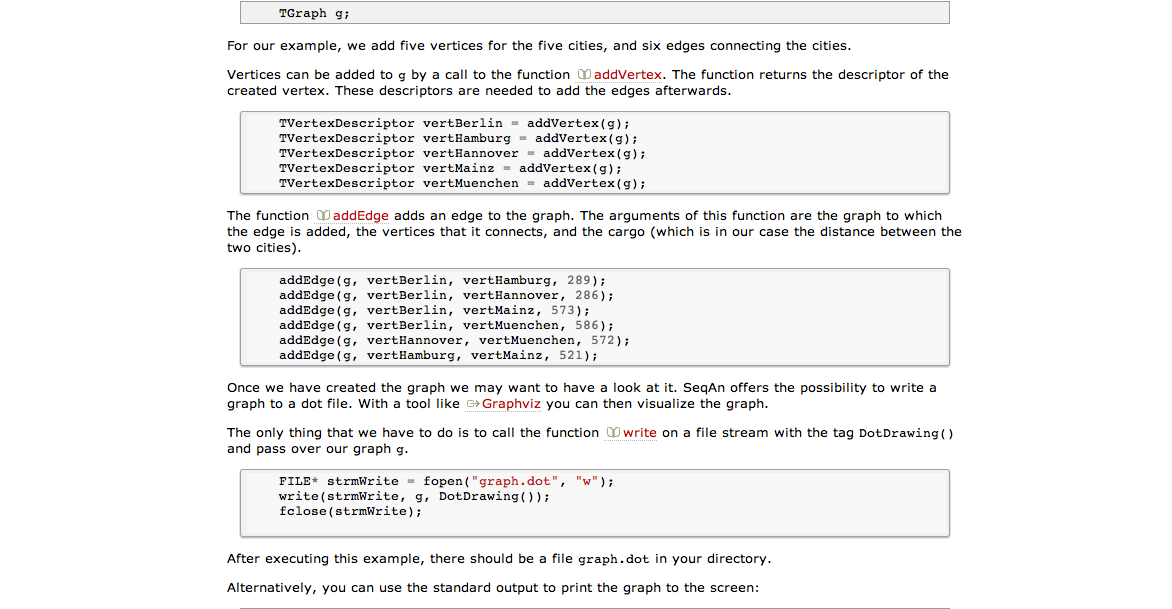 TGraph g;
For our example, we add five vertices for the five cities, and six edges connecting the cities.
Vertices can be added to g by a call to the function addVertex. The function returns the descriptor of the
created vertex. These descriptors are needed to add the edges afterwards.
TVertexDescriptor vertBerlin = addVertex(g);
TVertexDescriptor vertHamburg = addVertex(g);
TVertexDescriptor vertHannover = addVertex(g);
TVertexDescriptor vertMainz = addVertex(g);
TVertexDescriptor vertMuenchen = addVertex(g);
The function addEdge adds an edge to the graph. The arguments of this function are the graph to which
the edge is added, the vertices that it connects, and the cargo (which is in our case the distance between the
two cities).
addEdge(g, vertBerlin, vertHamburg, 289);
addEdge(g, vertBerlin, vertHannover, 286);
addEdge(g, vertBerlin, vertMainz, 573);
addEdge(g, vertBerlin, vertMuenchen, 586);
addEdge(g, vertHannover, vertMuenchen, 572);
addEdge(g, vertHamburg, vertMainz, 521);
Once we have created the graph we may want to have a look at it. SeqAn offers the possibility to write a
graph to a dot file. With a tool like Graphviz you can then visualize the graph.
The only thing that we have to do is to call the function write on a file stream with the tag DotDrawing()
and pass over our graph g.
FILE* strmWrite = fopen("graph.dot", "w");
write(strmWrite, g, DotDrawing());
fclose(strmWrite);
After executing this example, there should be a file graph.dot in your directory.
Alternatively, you can use the standard output to print the graph to the screen: